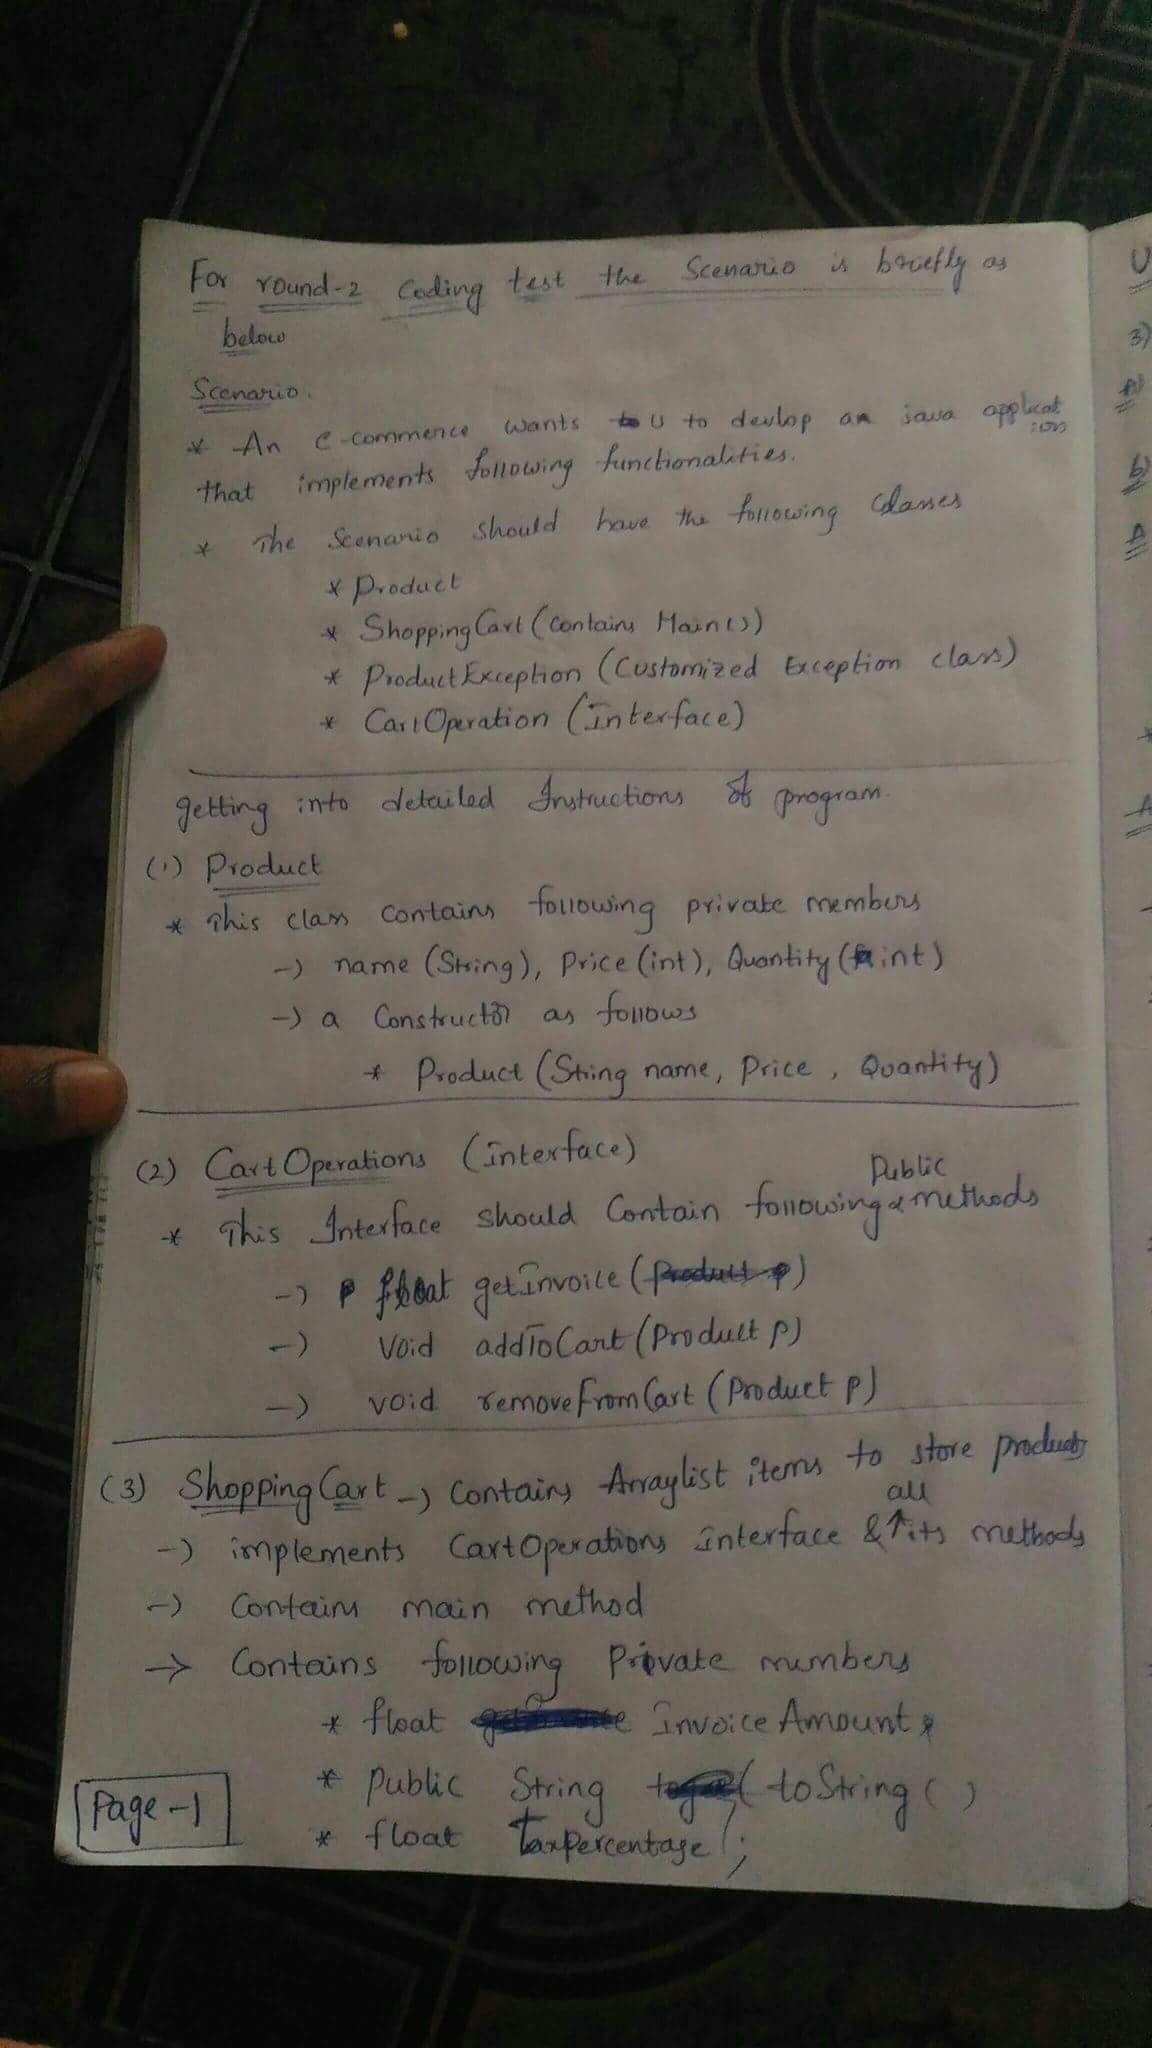 For round-2 coding test the Scenario is briefly as
below
Scenario.
* An e-commerce wants U to devlop an java applicat
ion
that implements following functionalities.
* The Scenario should have the following classes
* Product
* ShoppingCart (contains Main())
* ProductException (Customized Exception class)
* CartOperation (Interface)
getting into detailed Instructions of program.
(1) Product
* This class contains following private members
-) name (String), Price (int), Quantity (int)
-) a Constructor as follows
* Product (String name, Price, Quantity)
(2) CartOperations (interface)
Public
* This Interface should Contain following & methods
-) float getInvoice ( )
-) void addToCart (Product P)
-) void removefromCart (Product P)
(3) ShoppingCart -) Contains Arraylist items to store products
all
-) implements CartOperations interface & ↑ its methods
-) Contains main method
-> Contains following Private members
* float InvoiceAmount;
* Public String toString ( )
Page-1
* float Taxpercentage;
U
3)
A)
b)
A